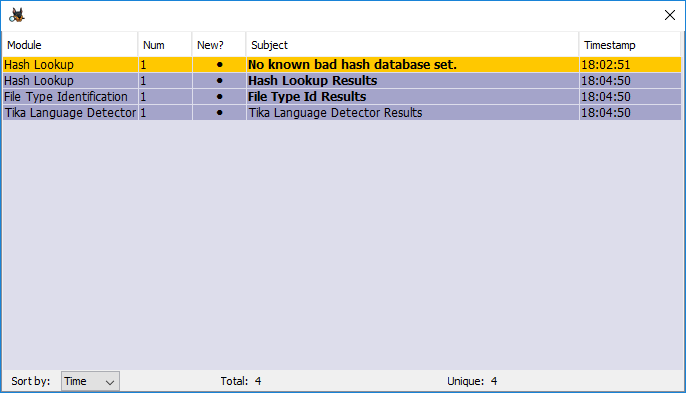 Module Num New? Subject Timestamp
Hash Lookup 1 • No known bad hash database set. 18:02:51
Hash Lookup 1 • Hash Lookup Results 18:04:50
File Type Identification 1 • File Type Id Results 18:04:50
Tika Language Detector 1 • Tika Language Detector Results 18:04:50
Sort by: Time Total: 4 Unique: 4